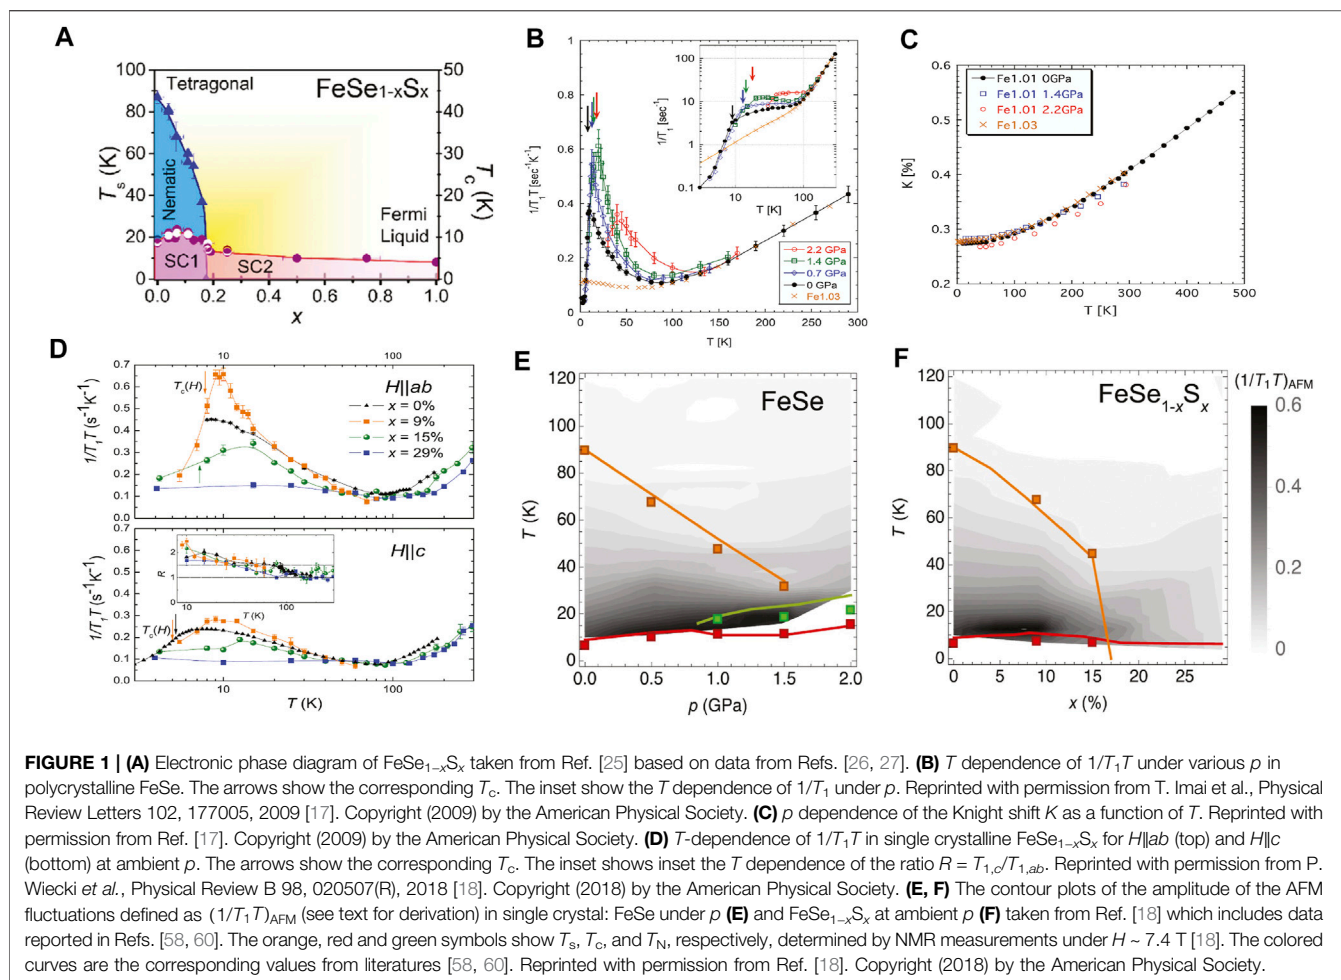 A
Tetragonal
FeSe1-xSx
Nematic
Fermi
Liquid
SC1
SC2
100
80
60
40
20
0
50
40
30
20
10
0
Ts (K)
Tc (K)
0.0
0.2
0.4
0.6
0.8
1.0
x
B
1
0.8
0.6
0.4
0.2
0
1/T1T [sec-1K-1]
0
50
100
150
200
250
290
T [K]
100
10
1
0.1
1/T1 [sec-1]
10
100
T [K]
2.2 GPa
1.4 GPa
0.7 GPa
0 GPa
Fe1.03
C
0.6
0.5
0.4
0.3
0.2
K [%]
Fe1.01 0GPa
Fe1.01 1.4GPa
Fe1.01 2.2GPa
Fe1.03
0
100
200
300
400
500
T [K]
D
10
100
0.7
0.6
0.5
0.4
0.3
0.2
0.1
0.0
1/T1T (s-1K-1)
Tc(H)
H||ab
x = 0%
x = 9%
x = 15%
x = 29%
H||c
0.6
0.5
0.4
0.3
0.2
0.1
0.0
1/T1T (s-1K-1)
2
1
R
10
100
T (K)
Tc(H)
10
100
T (K)
E
FeSe
120
100
80
60
40
20
0
T (K)
0
0.5
1.0
1.5
2.0
p (GPa)
F
FeSe1-xSx
120
100
80
60
40
20
0
T (K)
0
5
10
15
20
25
x (%)
(1/T1T)AFM
0.6
0.4
0.2
0
FIGURE 1 | (A) Electronic phase diagram of FeSe1−xSx taken from Ref. [25] based on data from Refs. [26, 27]. (B) T dependence of 1/T1T under various p in
polycrystalline FeSe. The arrows show the corresponding Tc. The inset show the T dependence of 1/T1 under p. Reprinted with permission from T. Imai et al., Physical
Review Letters 102, 177005, 2009 [17]. Copyright (2009) by the American Physical Society. (C) p dependence of the Knight shift K as a function of T. Reprinted with
permission from Ref. [17]. Copyright (2009) by the American Physical Society. (D) T-dependence of 1/T1T in single crystalline FeSe1−xSx for H||ab (top) and H||c
(bottom) at ambient p. The arrows show the corresponding Tc. The inset shows inset the T dependence of the ratio R = T1,c/T1,ab. Reprinted with permission from P.
Wiecki et al., Physical Review B 98, 020507(R), 2018 [18]. Copyright (2018) by the American Physical Society. (E, F) The contour plots of the amplitude of the AFM
fluctuations defined as (1/T1T)AFM (see text for derivation) in single crystal: FeSe under p (E) and FeSe1−xSx at ambient p (F) taken from Ref. [18] which includes data
reported in Refs. [58, 60]. The orange, red and green symbols show Ts, Tc, and TN, respectively, determined by NMR measurements under H ~ 7.4 T [18]. The colored
curves are the corresponding values from literatures [58, 60]. Reprinted with permission from Ref. [18]. Copyright (2018) by the American Physical Society.